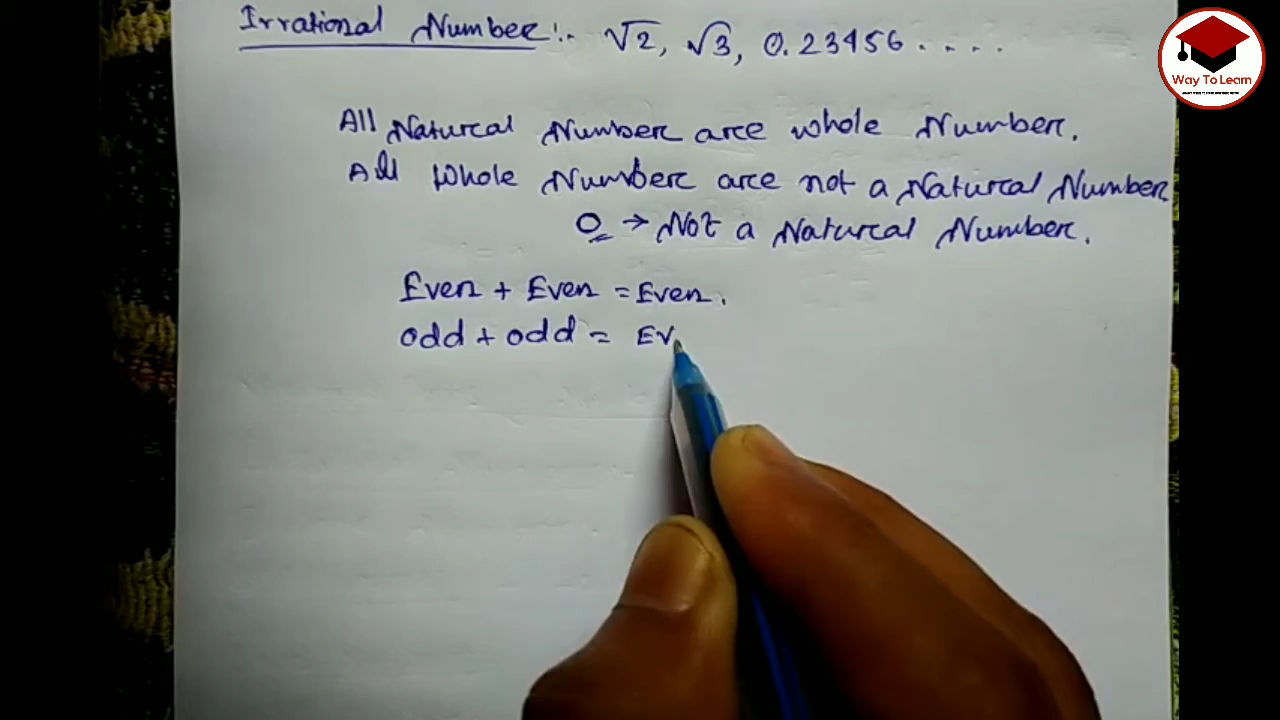 Irrational Number:- √2, √3, 0.23456....
All Natural Number are whole Number.
All Whole Number are not a Natural Number.
0 → Not a Natural Number.
Even + Even = Even.
odd + odd = Ev
Way To Learn